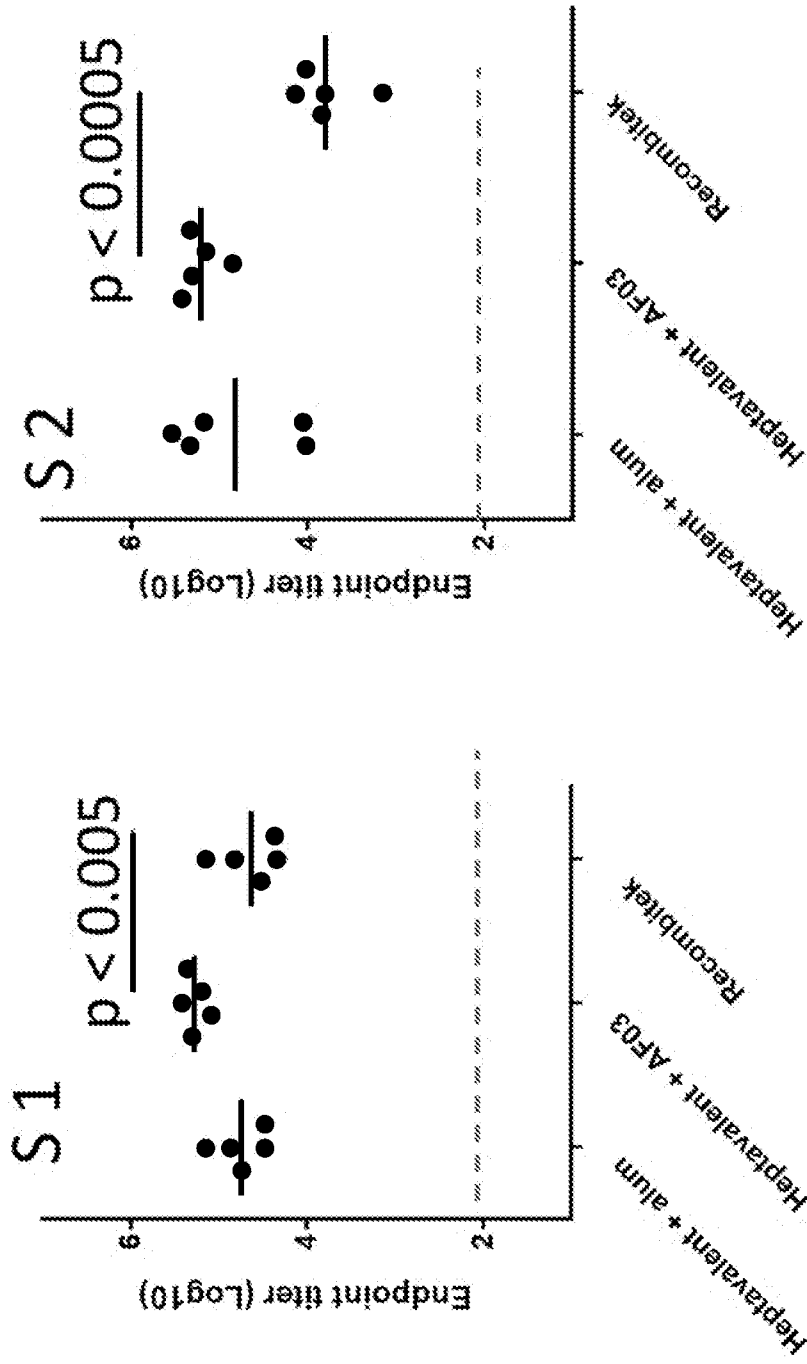 S 1
p < 0.005
Endpoint titer (Log10)
6
4
2
Heptavalent + alum
Heptavalent + AF03
Recombitek
S 2
p < 0.0005
Endpoint titer (Log10)
6
4
2
Heptavalent + alum
Heptavalent + AF03
Recombitek